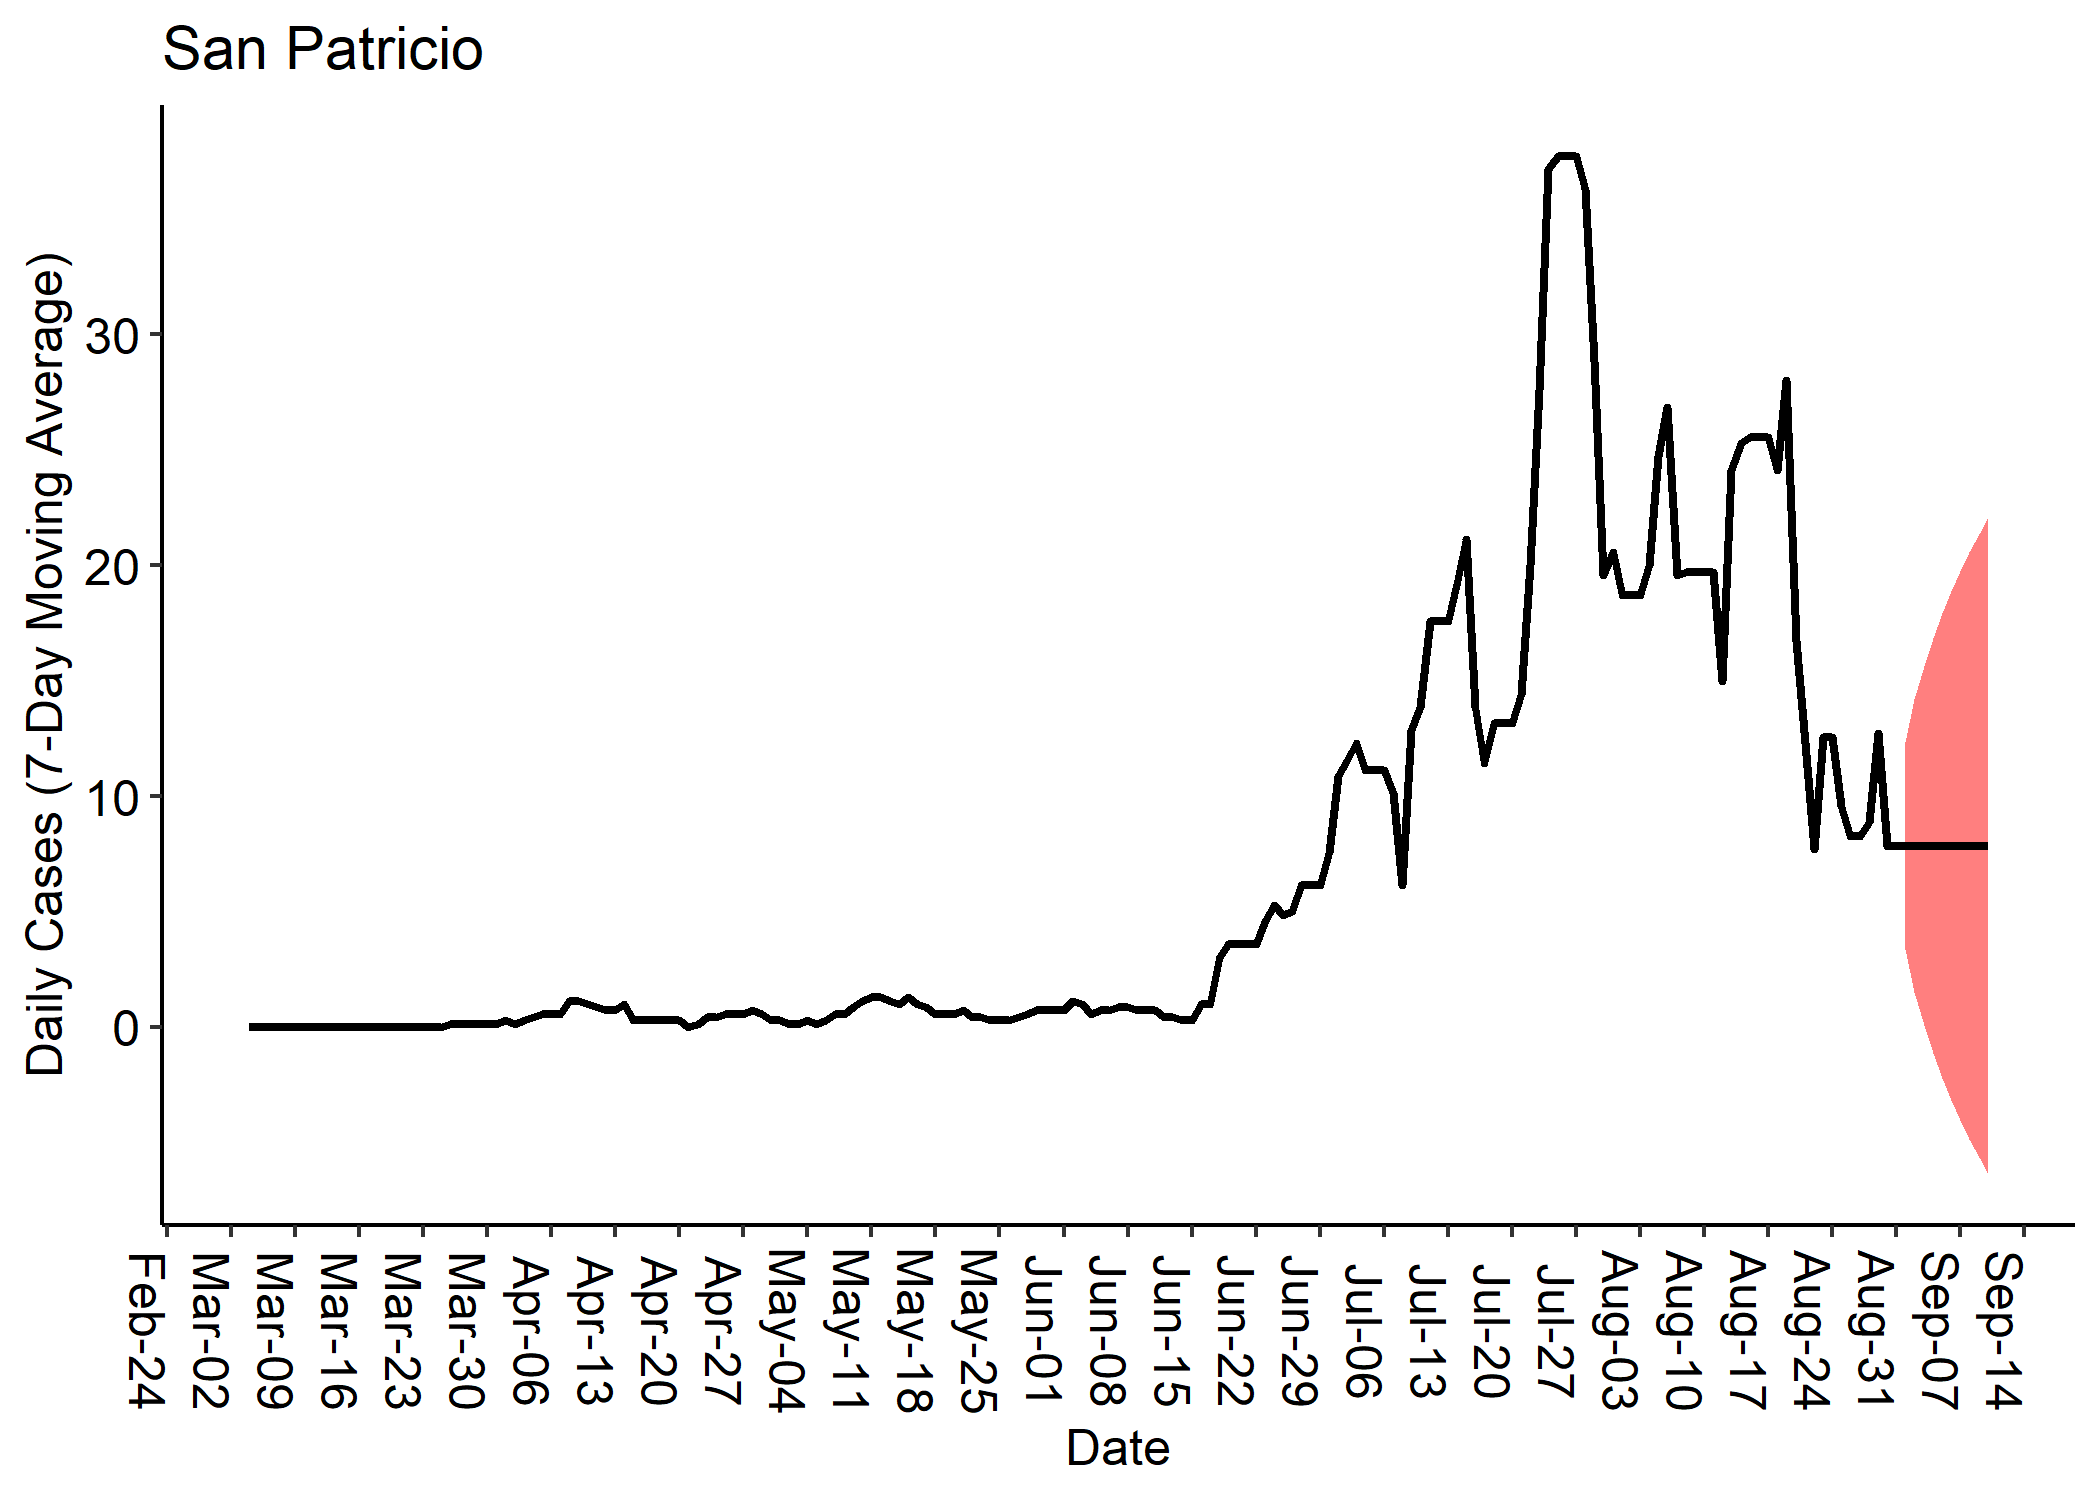 San Patricio
Daily Cases (7-Day Moving Average)
30
20
10
0
Feb-24
Mar-02
Mar-09
Mar-16
Mar-23
Mar-30
Apr-06
Apr-13
Apr-20
Apr-27
May-04
May-11
May-18
May-25
Jun-01
Jun-08
Jun-15
Jun-22
Jun-29
Jul-06
Jul-13
Jul-20
Jul-27
Aug-03
Aug-10
Aug-17
Aug-24
Aug-31
Sep-07
Sep-14
Date